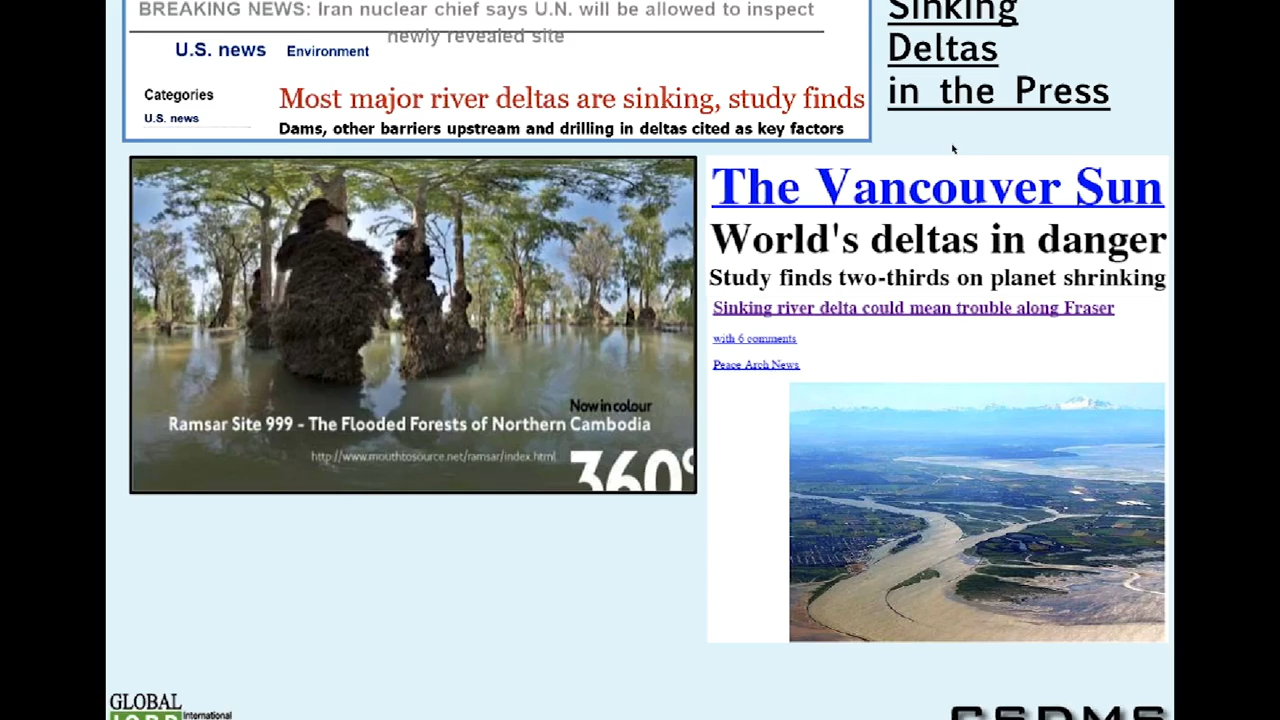 BREAKING NEWS: Iran nuclear chief says U.N. will be allowed to inspect
newly revealed site
U.S. news Environment
Categories
U.S. news
Most major river deltas are sinking, study finds
Dams, other barriers upstream and drilling in deltas cited as key factors
Sinking
Deltas
in the Press
Now in colour
Ramsar Site 999 - The Flooded Forests of Northern Cambodia
http://www.mouthtosource.net/ramsar/index.html
360°
The Vancouver Sun
World's deltas in danger
Study finds two-thirds on planet shrinking
Sinking river delta could mean trouble along Fraser
with 6 comments
Peace Arch News
GLOBAL
International
CSDMS